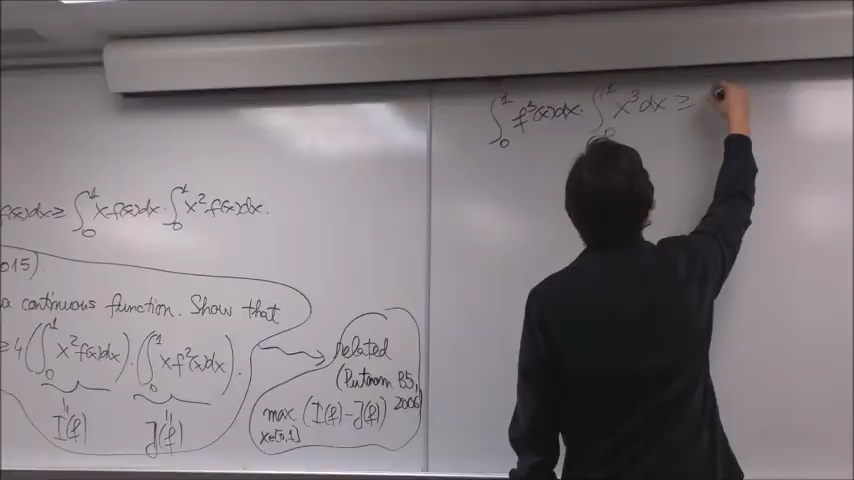 f(x)dx ≥ ∫₀¹ x f(x)dx · ∫₀¹ x² f(x)dx.
015)
a continuous function. Show that
≥ 4 (∫₀¹ x² f(x)dx) · (∫₀¹ x f²(x)dx).
I(f) J(f)
related
(Putnam B5, 2006
max (I(f) - J(f))
x∈[0,1]
∫₀¹ f³(x)dx · ∫₀¹ x³dx ≥